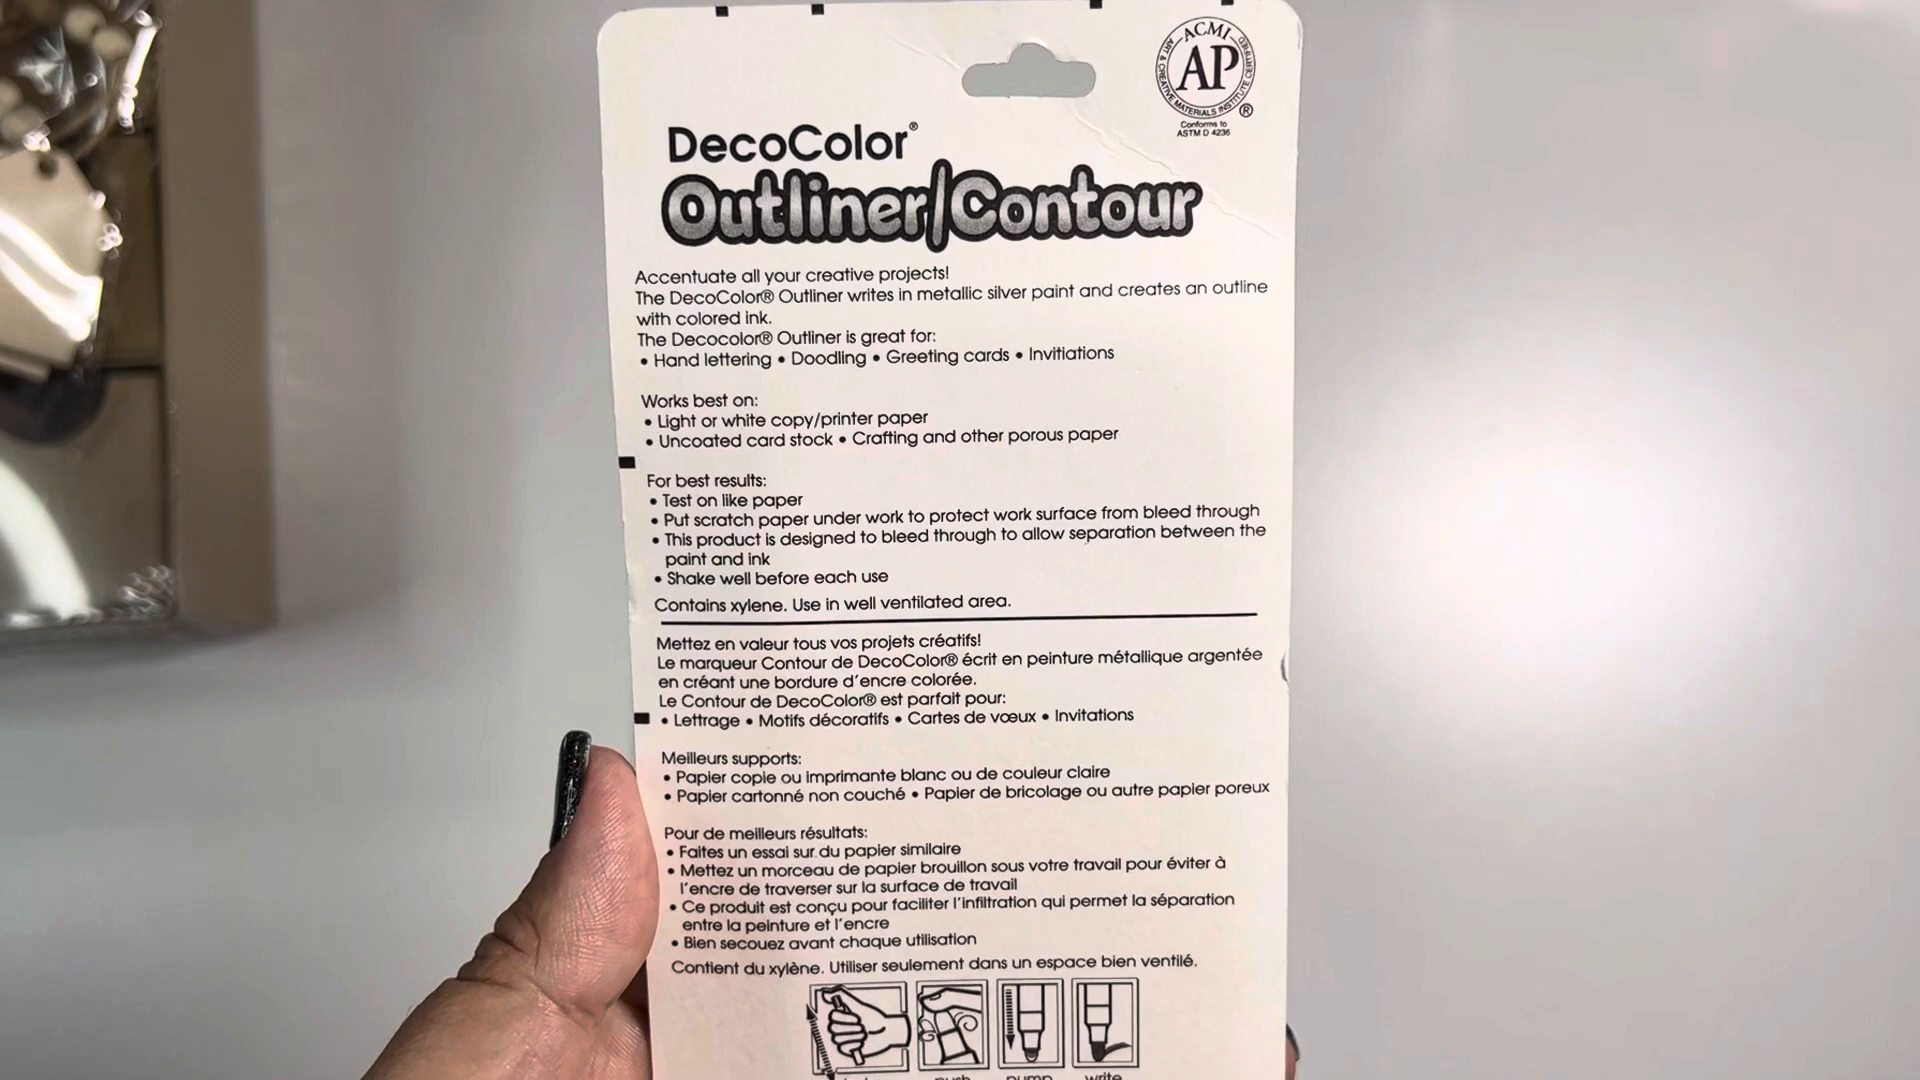 ACMI
AP
ART & CREATIVE MATERIALS INSTITUTE CERTIFIED
®
Conforms to
ASTM D 4236
DecoColor®
Outliner/Contour
Accentuate all your creative projects!
The DecoColor® Outliner writes in metallic silver paint and creates an outline
with colored ink.
The Decocolor® Outliner is great for:
• Hand lettering • Doodling • Greeting cards • Invitiations
Works best on:
• Light or white copy/printer paper
• Uncoated card stock • Crafting and other porous paper
For best results:
• Test on like paper
• Put scratch paper under work to protect work surface from bleed through
• This product is designed to bleed through to allow separation between the
paint and ink
• Shake well before each use
Contains xylene. Use in well ventilated area.
Mettez en valeur tous vos projets créatifs!
Le marqueur Contour de DecoColor® écrit en peinture métallique argentée
en créant une bordure d'encre colorée.
Le Contour de DecoColor® est parfait pour:
• Lettrage • Motifs décoratifs • Cartes de vœux • Invitations
Meilleurs supports:
• Papier copie ou imprimante blanc ou de couleur claire
• Papier cartonné non couché • Papier de bricolage ou autre papier poreux
Pour de meilleurs résultats:
• Faites un essai sur du papier similaire
• Mettez un morceau de papier brouillon sous votre travail pour éviter à
l'encre de traverser sur la surface de travail
• Ce produit est conçu pour faciliter l'infiltration qui permet la séparation
entre la peinture et l'encre
• Bien secouez avant chaque utilisation
Contient du xylène. Utiliser seulement dans un espace bien ventilé.
push pump write